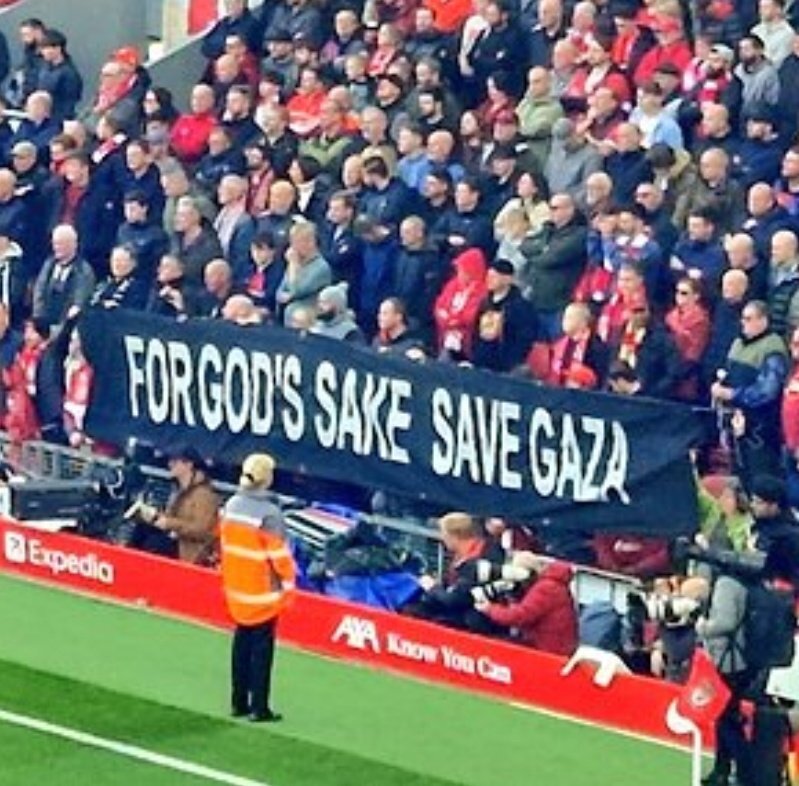 FOR GOD'S SAKE SAVE GAZA
Expedia
AXA Know You Can